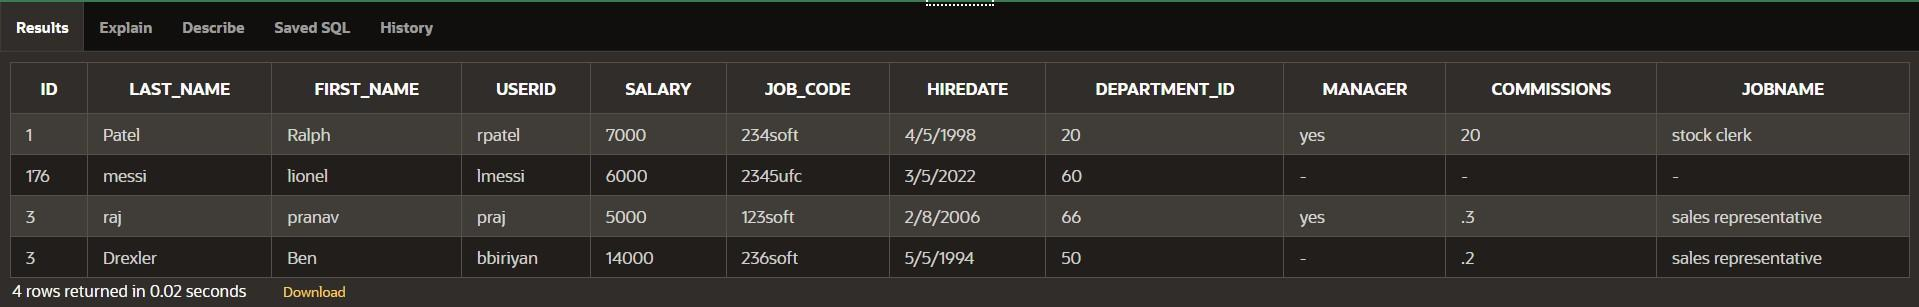 Results Explain Describe Saved SQL History
ID LAST_NAME FIRST_NAME USERID SALARY JOB_CODE HIREDATE DEPARTMENT_ID MANAGER COMMISSIONS JOBNAME
1 Patel Ralph rpatel 7000 234soft 4/5/1998 20 yes 20 stock clerk
176 messi lionel lmessi 6000 2345ufc 3/5/2022 60 - - -
3 raj pranav praj 5000 123soft 2/8/2006 66 yes .3 sales representative
3 Drexler Ben bbiriyan 14000 236soft 5/5/1994 50 - .2 sales representative
4 rows returned in 0.02 seconds Download